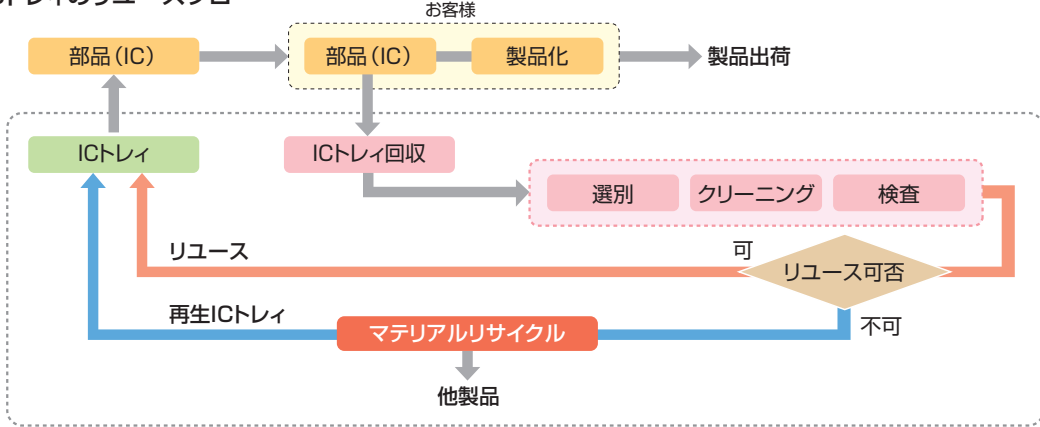 お客様
部品（IC）
部品（IC）
製品化
製品出荷
ICトレィ
ICトレィ回収
選別
クリーニング
検査
リユース
可
リユース可否
再生ICトレィ
マテリアルリサイクル
不可
他製品